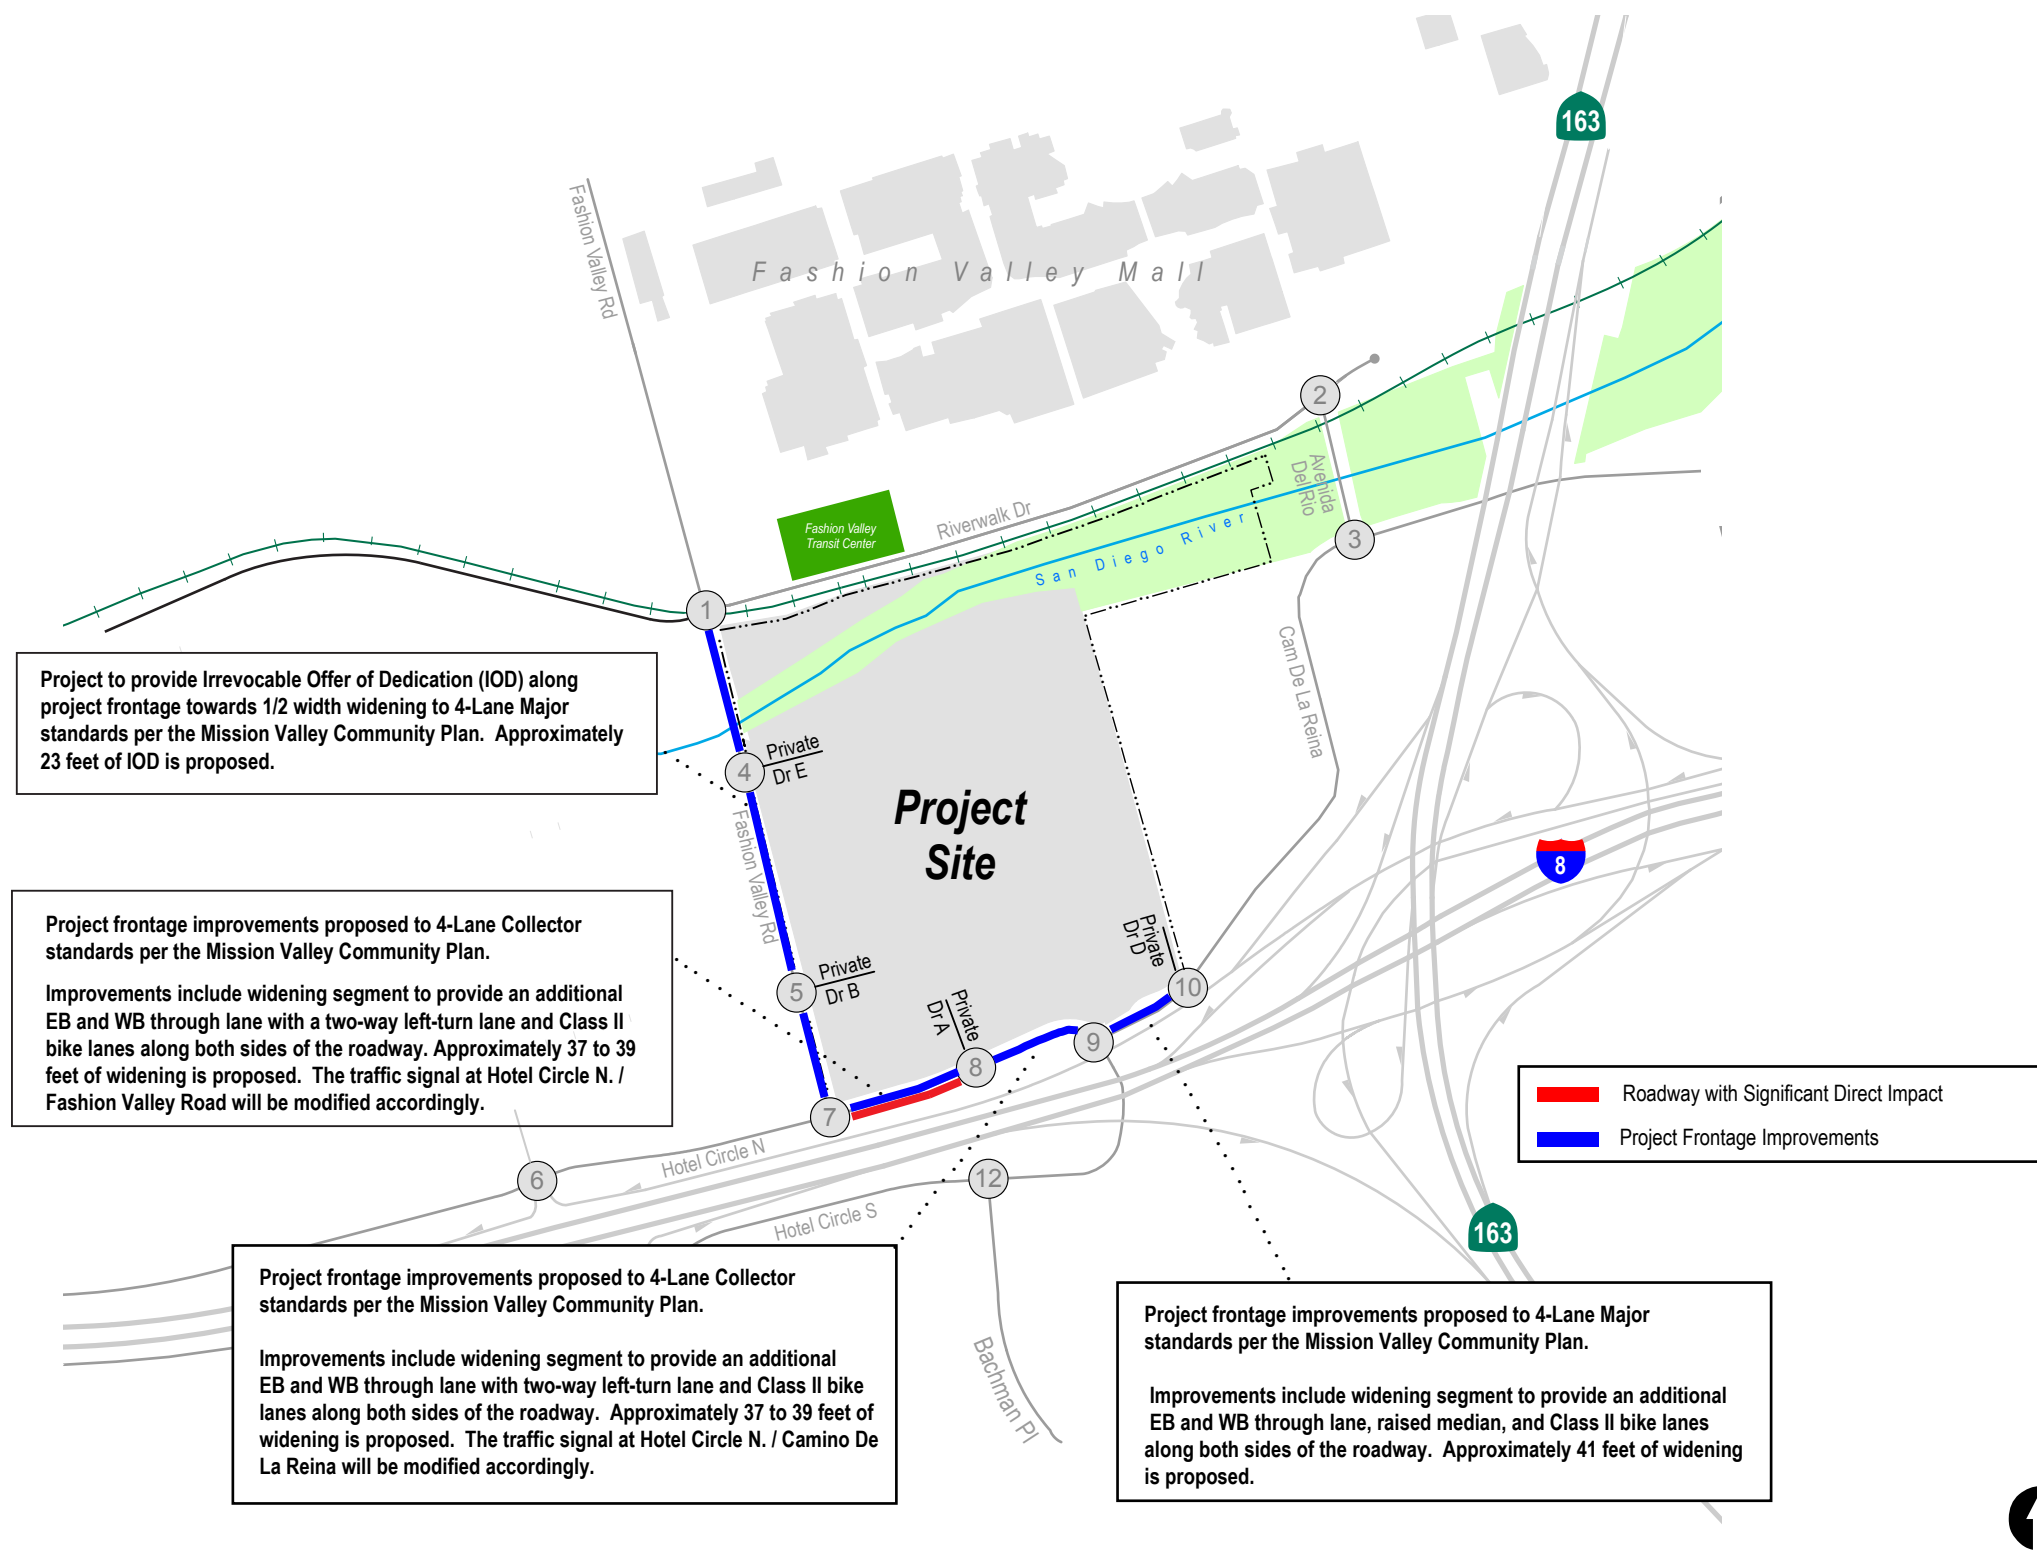 163
Fashion Valley Rd
Fashion Valley Mall
2
Avenida
Del Rio
Fashion Valley
Transit Center
Riverwalk Dr
San Diego River
3
1
Cam De La Reina
Project to provide Irrevocable Offer of Dedication (IOD) along
project frontage towards 1/2 width widening to 4-Lane Major
standards per the Mission Valley Community Plan.  Approximately
23 feet of IOD is proposed.
4
Private
Dr E
Fashion Valley Rd
Project
Site
8
Project frontage improvements proposed to 4-Lane Collector
standards per the Mission Valley Community Plan.
Improvements include widening segment to provide an additional
EB and WB through lane with a two-way left-turn lane and Class II
bike lanes along both sides of the roadway. Approximately 37 to 39
feet of widening is proposed.  The traffic signal at Hotel Circle N. /
Fashion Valley Road will be modified accordingly.
5
Private
Dr B
Private
Dr D
10
Private
Dr A
9
8
7
Roadway with Significant Direct Impact
Project Frontage Improvements
Hotel Circle N
6
12
Hotel Circle S
163
Bachman Pl
Project frontage improvements proposed to 4-Lane Collector
standards per the Mission Valley Community Plan.
Improvements include widening segment to provide an additional
EB and WB through lane with two-way left-turn lane and Class II bike
lanes along both sides of the roadway.  Approximately 37 to 39 feet of
widening is proposed.  The traffic signal at Hotel Circle N. / Camino De
La Reina will be modified accordingly.
Project frontage improvements proposed to 4-Lane Major
standards per the Mission Valley Community Plan.
Improvements include widening segment to provide an additional
EB and WB through lane, raised median, and Class II bike lanes
along both sides of the roadway.  Approximately 41 feet of widening
is proposed.